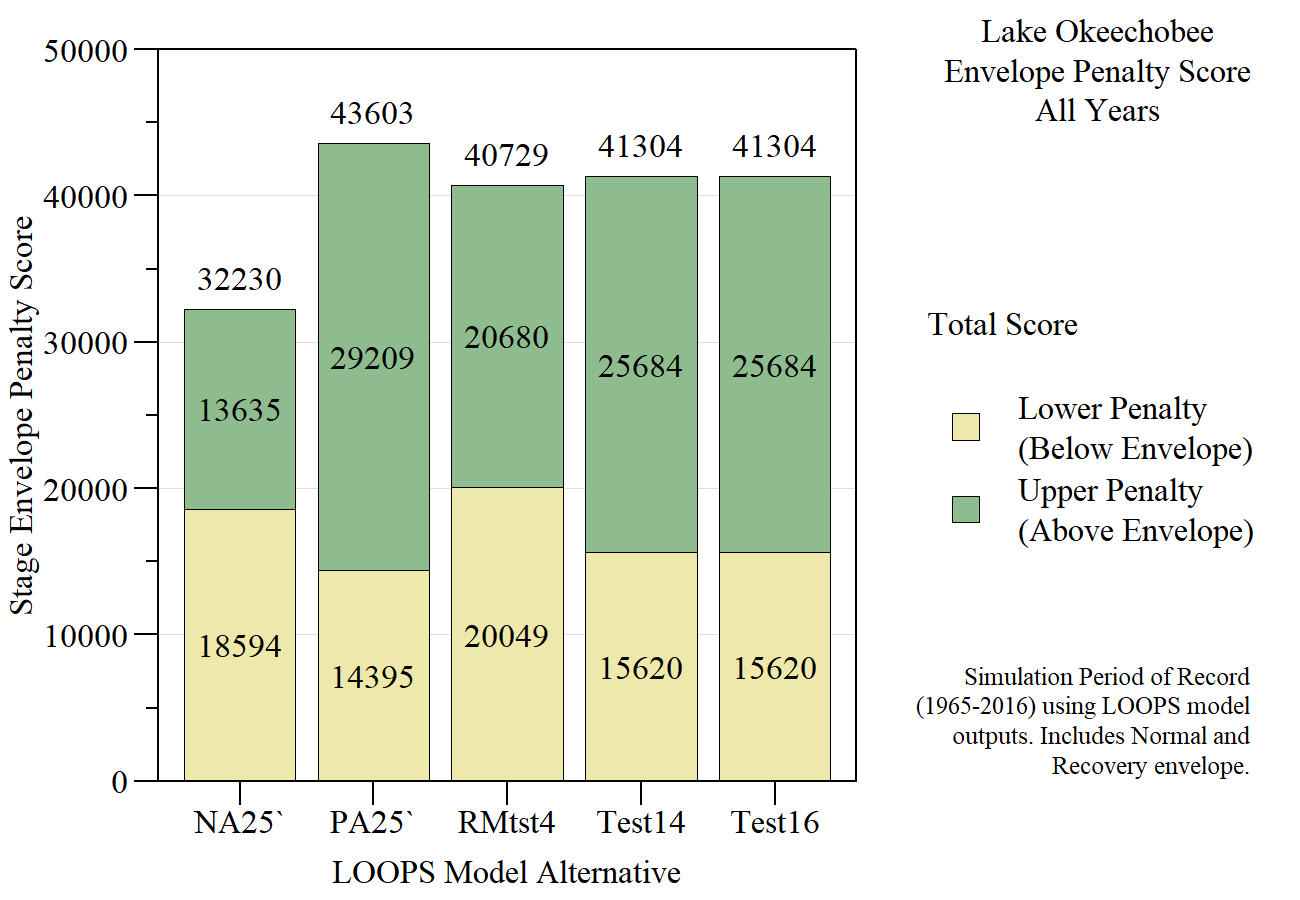 Lake Okeechobee
Envelope Penalty Score
All Years
Stage Envelope Penalty Score
50000
40000
30000
20000
10000
0
32230
13635
18594
43603
29209
14395
40729
20680
20049
41304
25684
15620
41304
25684
15620
NA25`
PA25`
RMtst4
Test14
Test16
LOOPS Model Alternative
Total Score
Lower Penalty
(Below Envelope)
Upper Penalty
(Above Envelope)
Simulation Period of Record
(1965-2016) using LOOPS model
outputs. Includes Normal and
Recovery envelope.